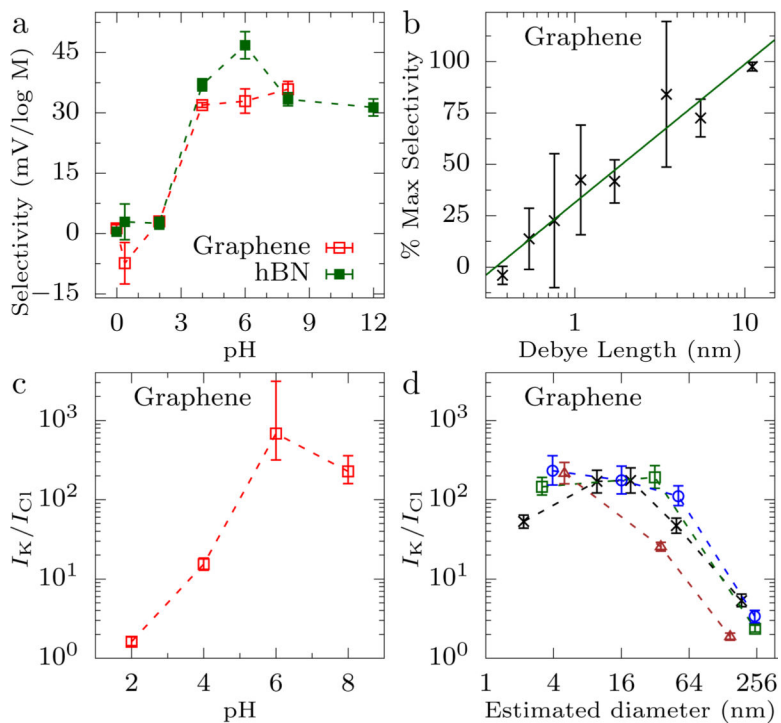 a
Selectivity (mV/log M)
45
30
15
0
−15
Graphene
hBN
0 3 6 9 12
pH
b
Graphene
% Max Selectivity
100
75
50
25
0
1 10
Debye Length (nm)
c
Graphene
I_K/I_Cl
10^3
10^2
10^1
10^0
2 4 6 8
pH
d
Graphene
I_K/I_Cl
10^3
10^2
10^1
10^0
1 4 16 64 256
Estimated diameter (nm)